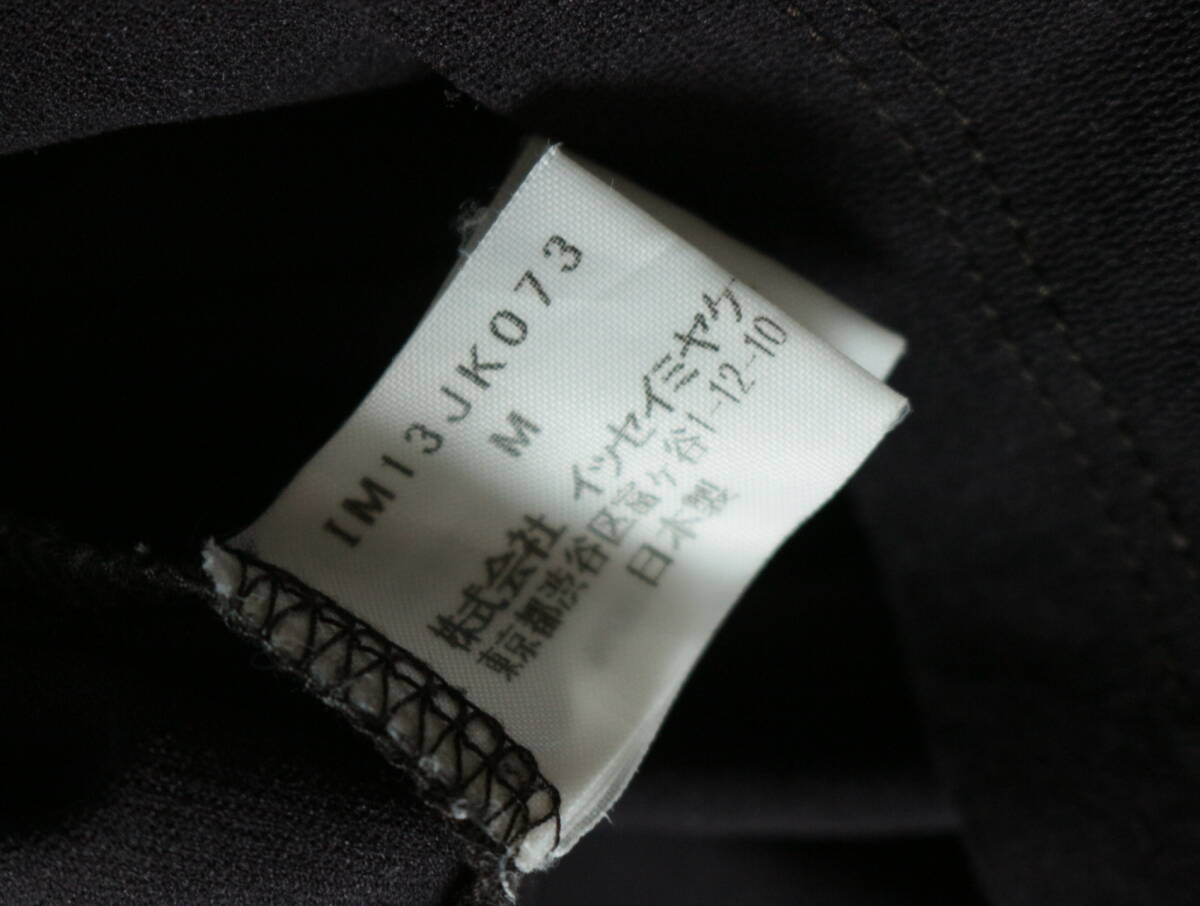 IM13JK073
M
株式会社 イッセイミヤケ
東京都渋谷区富ヶ谷1-12-10
日本製